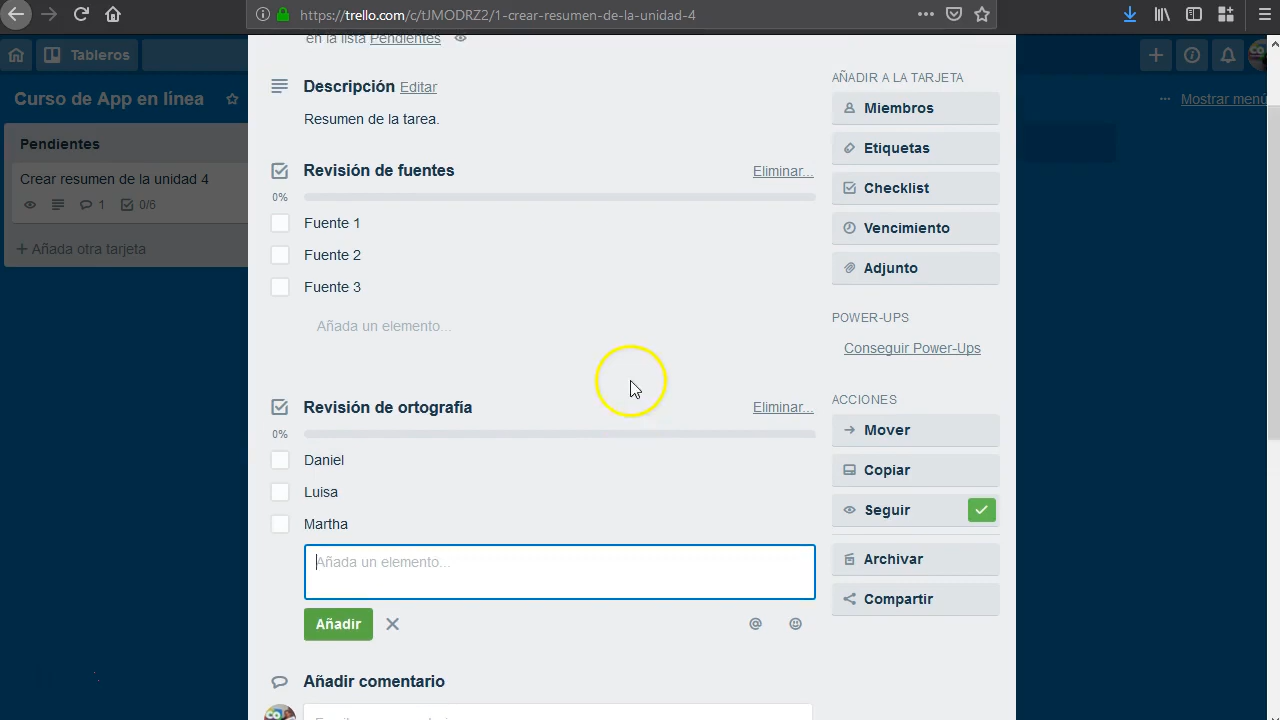 https://trello.com/c/tJMODRZ2/1-crear-resumen-de-la-unidad-4
Tableros
Curso de App en línea
Mostrar menú
Pendientes
Crear resumen de la unidad 4
1
0/6
+ Añada otra tarjeta
en la lista Pendientes
Descripción Editar
Resumen de la tarea.
Revisión de fuentes Eliminar...
0%
Fuente 1
Fuente 2
Fuente 3
Añada un elemento...
Revisión de ortografía Eliminar...
0%
Daniel
Luisa
Martha
Añada un elemento...
Añadir
@
Añadir comentario
AÑADIR A LA TARJETA
Miembros
Etiquetas
Checklist
Vencimiento
Adjunto
POWER-UPS
Conseguir Power-Ups
ACCIONES
Mover
Copiar
Seguir
Archivar
Compartir